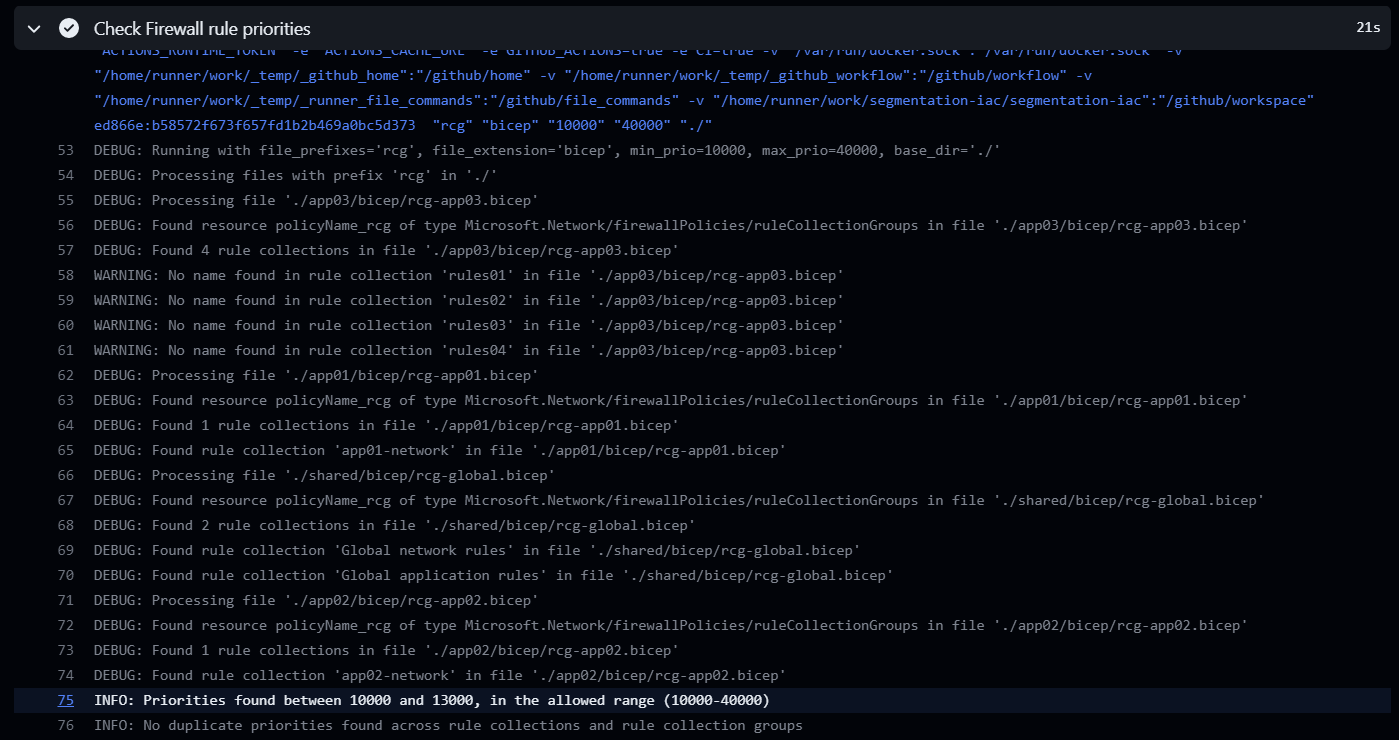 Check Firewall rule priorities
21s
"ACTIONS_RUNTIME_TOKEN" -e "ACTIONS_CACHE_URL" -e GITHUB_ACTIONS=true -e CI=true -v "/var/run/docker.sock":"/var/run/docker.sock" -v
"/home/runner/work/_temp/_github_home":"/github/home" -v "/home/runner/work/_temp/_github_workflow":"/github/workflow" -v
"/home/runner/work/_temp/_runner_file_commands":"/github/file_commands" -v "/home/runner/work/segmentation-iac/segmentation-iac":"/github/workspace"
ed866e:b58572f673f657fd1b2b469a0bc5d373  "rcg" "bicep" "10000" "40000" "./"
53 DEBUG: Running with file_prefixes='rcg', file_extension='bicep', min_prio=10000, max_prio=40000, base_dir='./'
54 DEBUG: Processing files with prefix 'rcg' in './'
55 DEBUG: Processing file './app03/bicep/rcg-app03.bicep'
56 DEBUG: Found resource policyName_rcg of type Microsoft.Network/firewallPolicies/ruleCollectionGroups in file './app03/bicep/rcg-app03.bicep'
57 DEBUG: Found 4 rule collections in file './app03/bicep/rcg-app03.bicep'
58 WARNING: No name found in rule collection 'rules01' in file './app03/bicep/rcg-app03.bicep'
59 WARNING: No name found in rule collection 'rules02' in file './app03/bicep/rcg-app03.bicep'
60 WARNING: No name found in rule collection 'rules03' in file './app03/bicep/rcg-app03.bicep'
61 WARNING: No name found in rule collection 'rules04' in file './app03/bicep/rcg-app03.bicep'
62 DEBUG: Processing file './app01/bicep/rcg-app01.bicep'
63 DEBUG: Found resource policyName_rcg of type Microsoft.Network/firewallPolicies/ruleCollectionGroups in file './app01/bicep/rcg-app01.bicep'
64 DEBUG: Found 1 rule collections in file './app01/bicep/rcg-app01.bicep'
65 DEBUG: Found rule collection 'app01-network' in file './app01/bicep/rcg-app01.bicep'
66 DEBUG: Processing file './shared/bicep/rcg-global.bicep'
67 DEBUG: Found resource policyName_rcg of type Microsoft.Network/firewallPolicies/ruleCollectionGroups in file './shared/bicep/rcg-global.bicep'
68 DEBUG: Found 2 rule collections in file './shared/bicep/rcg-global.bicep'
69 DEBUG: Found rule collection 'Global network rules' in file './shared/bicep/rcg-global.bicep'
70 DEBUG: Found rule collection 'Global application rules' in file './shared/bicep/rcg-global.bicep'
71 DEBUG: Processing file './app02/bicep/rcg-app02.bicep'
72 DEBUG: Found resource policyName_rcg of type Microsoft.Network/firewallPolicies/ruleCollectionGroups in file './app02/bicep/rcg-app02.bicep'
73 DEBUG: Found 1 rule collections in file './app02/bicep/rcg-app02.bicep'
74 DEBUG: Found rule collection 'app02-network' in file './app02/bicep/rcg-app02.bicep'
75 INFO: Priorities found between 10000 and 13000, in the allowed range (10000-40000)
76 INFO: No duplicate priorities found across rule collections and rule collection groups